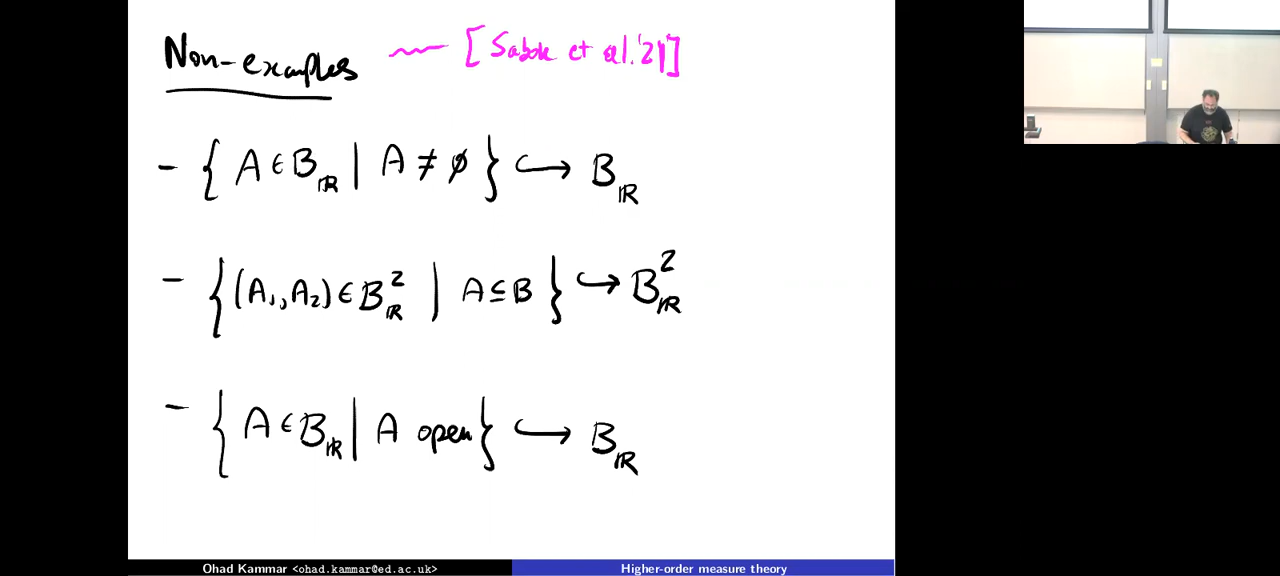 Non-examples ~ [Sabok et al. '21]
- { A ∈ B_ℝ | A ≠ ∅ } ↪ B_ℝ
- { (A₁, A₂) ∈ B_ℝ² | A ⊆ B } ↪ B_ℝ²
- { A ∈ B_ℝ | A open } ↪ B_ℝ
Ohad Kammar <ohad.kammar@ed.ac.uk> Higher-order measure theory